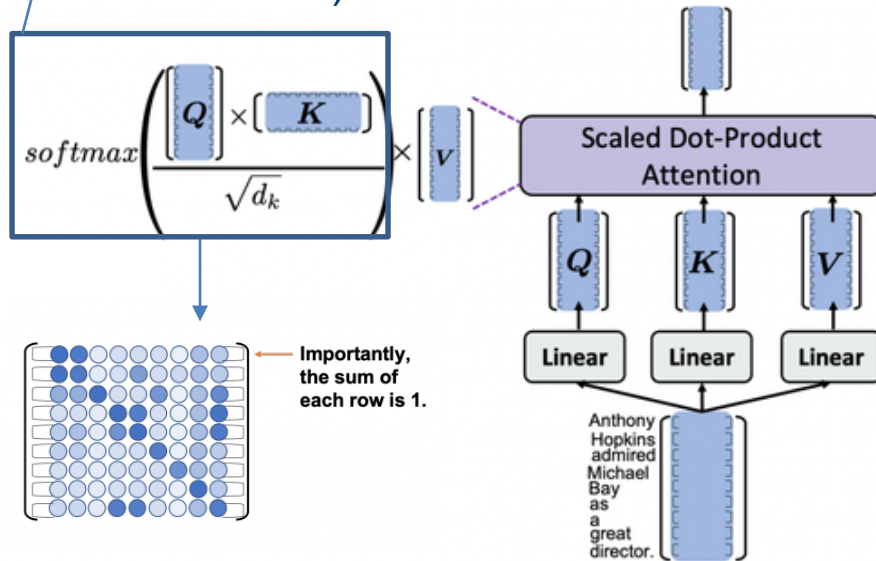 softmax
Q
×
K
√dk
×
V
Scaled Dot-Product
Attention
Q
K
V
Linear
Linear
Linear
Importantly,
the sum of
each row is 1.
Anthony
Hopkins
admired
Michael
Bay
as
a
great
director.